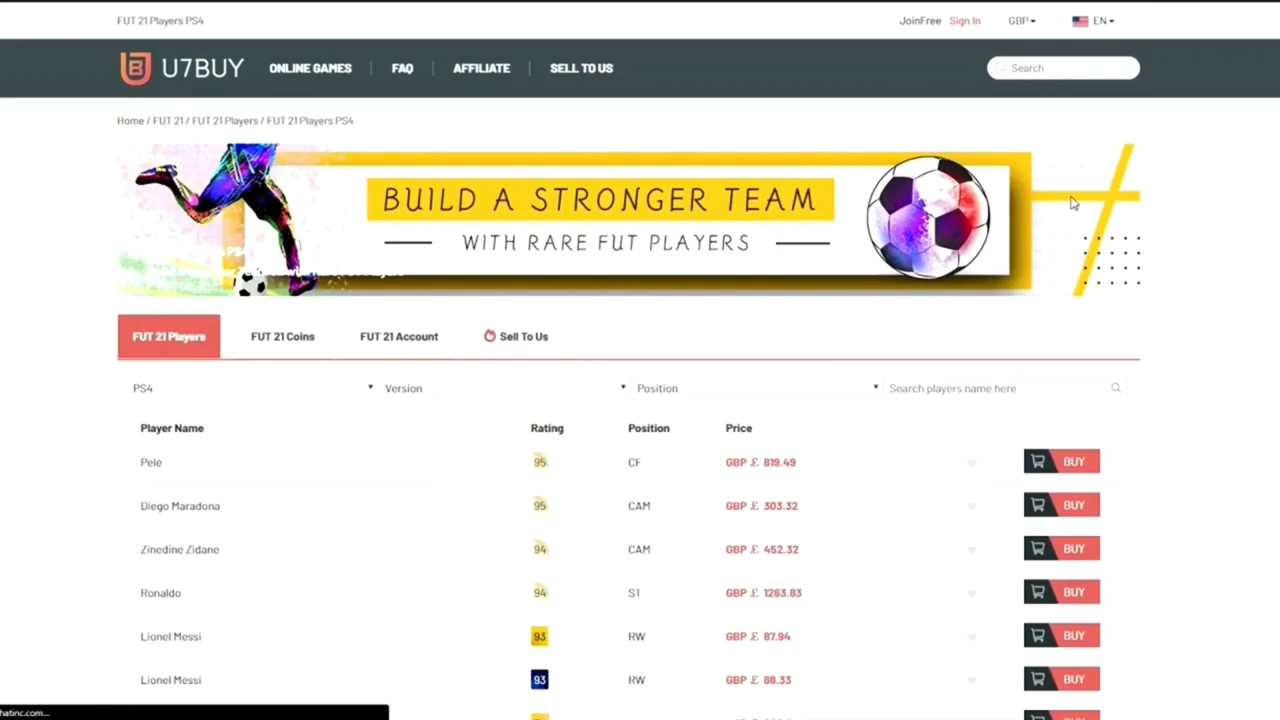 FUT 21 Players PS4
JoinFree Sign In GBP EN
U7BUY ONLINE GAMES FAQ AFFILIATE SELL TO US Search
Home / FUT 21 / FUT 21 Players / FUT 21 Players PS4
BUILD A STRONGER TEAM
WITH RARE FUT PLAYERS
FUT 21 Players FUT 21 Coins FUT 21 Account Sell To Us
PS4 Version Position Search players name here
Player Name Rating Position Price
Pele 95 CF GBP £ 819.49 BUY
Diego Maradona 95 CAM GBP £ 303.32 BUY
Zinedine Zidane 94 CAM GBP £ 452.32 BUY
Ronaldo 94 ST GBP £ 1263.83 BUY
Lionel Messi 93 RW GBP £ 87.94 BUY
Lionel Messi 93 RW GBP £ 88.33 BUY
hatinc.com...